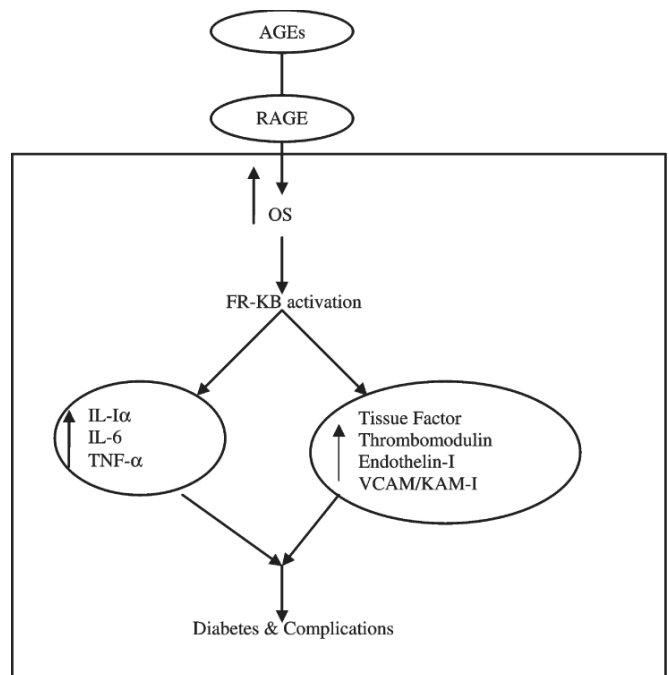 AGEs
RAGE
OS
FR-KB activation
IL-Iα
IL-6
TNF-α
Tissue Factor
Thrombomodulin
Endothelin-I
VCAM/KAM-I
Diabetes & Complications